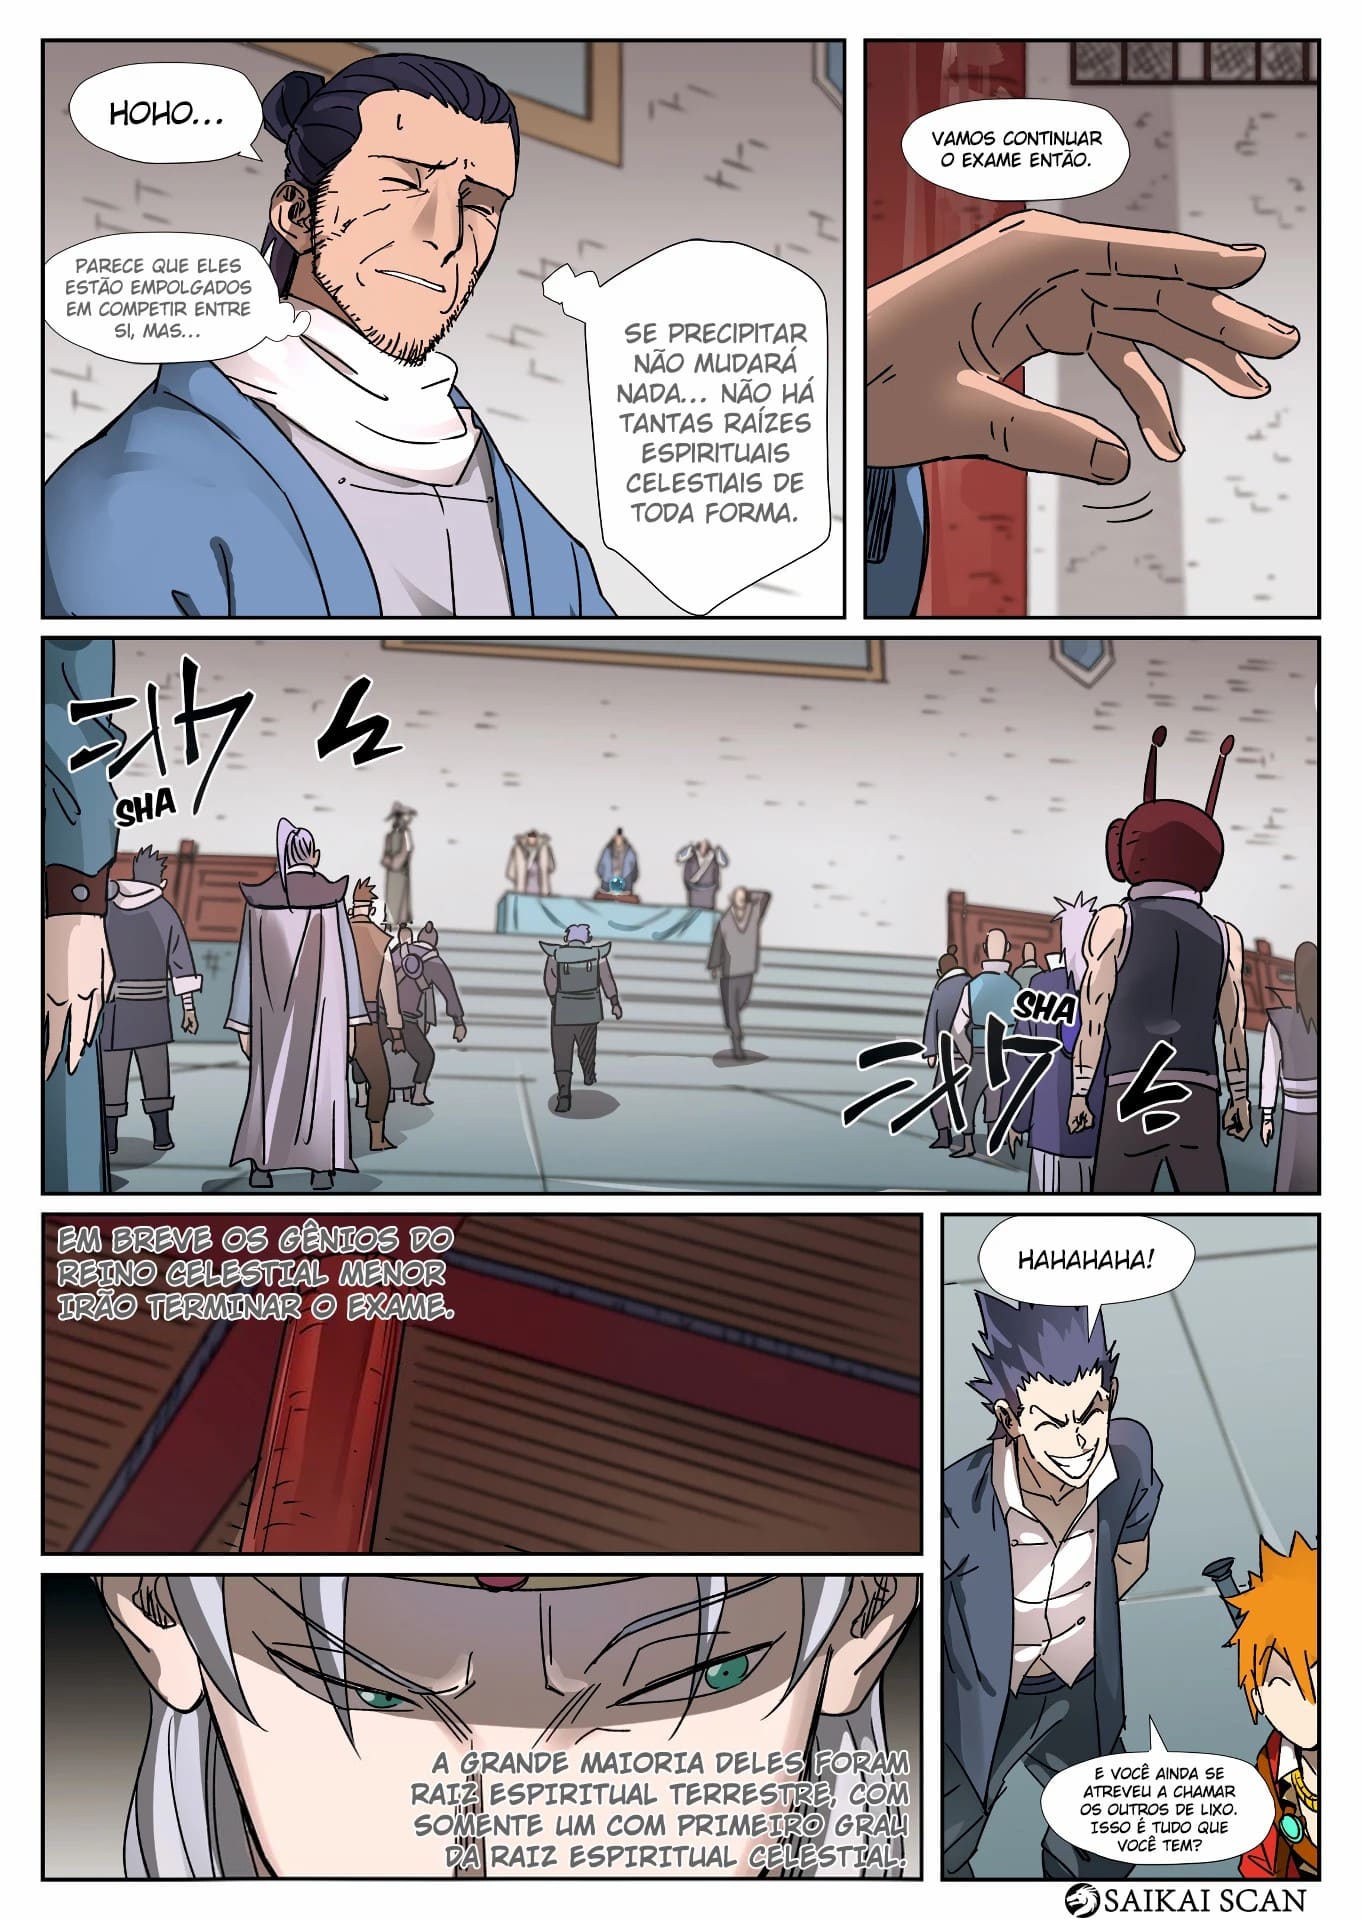 HOHO...
PARECE QUE ELES
ESTÃO EMPOLGADOS
EM COMPETIR ENTRE
SI, MAS...
SE PRECIPITAR
NÃO MUDARÁ
NADA... NÃO HÁ
TANTAS RAÍZES
ESPIRITUAIS
CELESTIAIS DE
TODA FORMA.
VAMOS CONTINUAR
O EXAME ENTÃO.
SHA
SHA
EM BREVE OS GÊNIOS DO
REINO CELESTIAL MENOR
IRÃO TERMINAR O EXAME.
HAHAHAHA!
A GRANDE MAIORIA DELES FORAM
RAIZ ESPIRITUAL TERRESTRE, COM
SOMENTE UM COM PRIMEIRO GRAU
DA RAIZ ESPIRITUAL CELESTIAL.
E VOCÊ AINDA SE
ATREVEU A CHAMAR
OS OUTROS DE LIXO.
ISSO É TUDO QUE
VOCÊ TEM?
SAIKAI SCAN